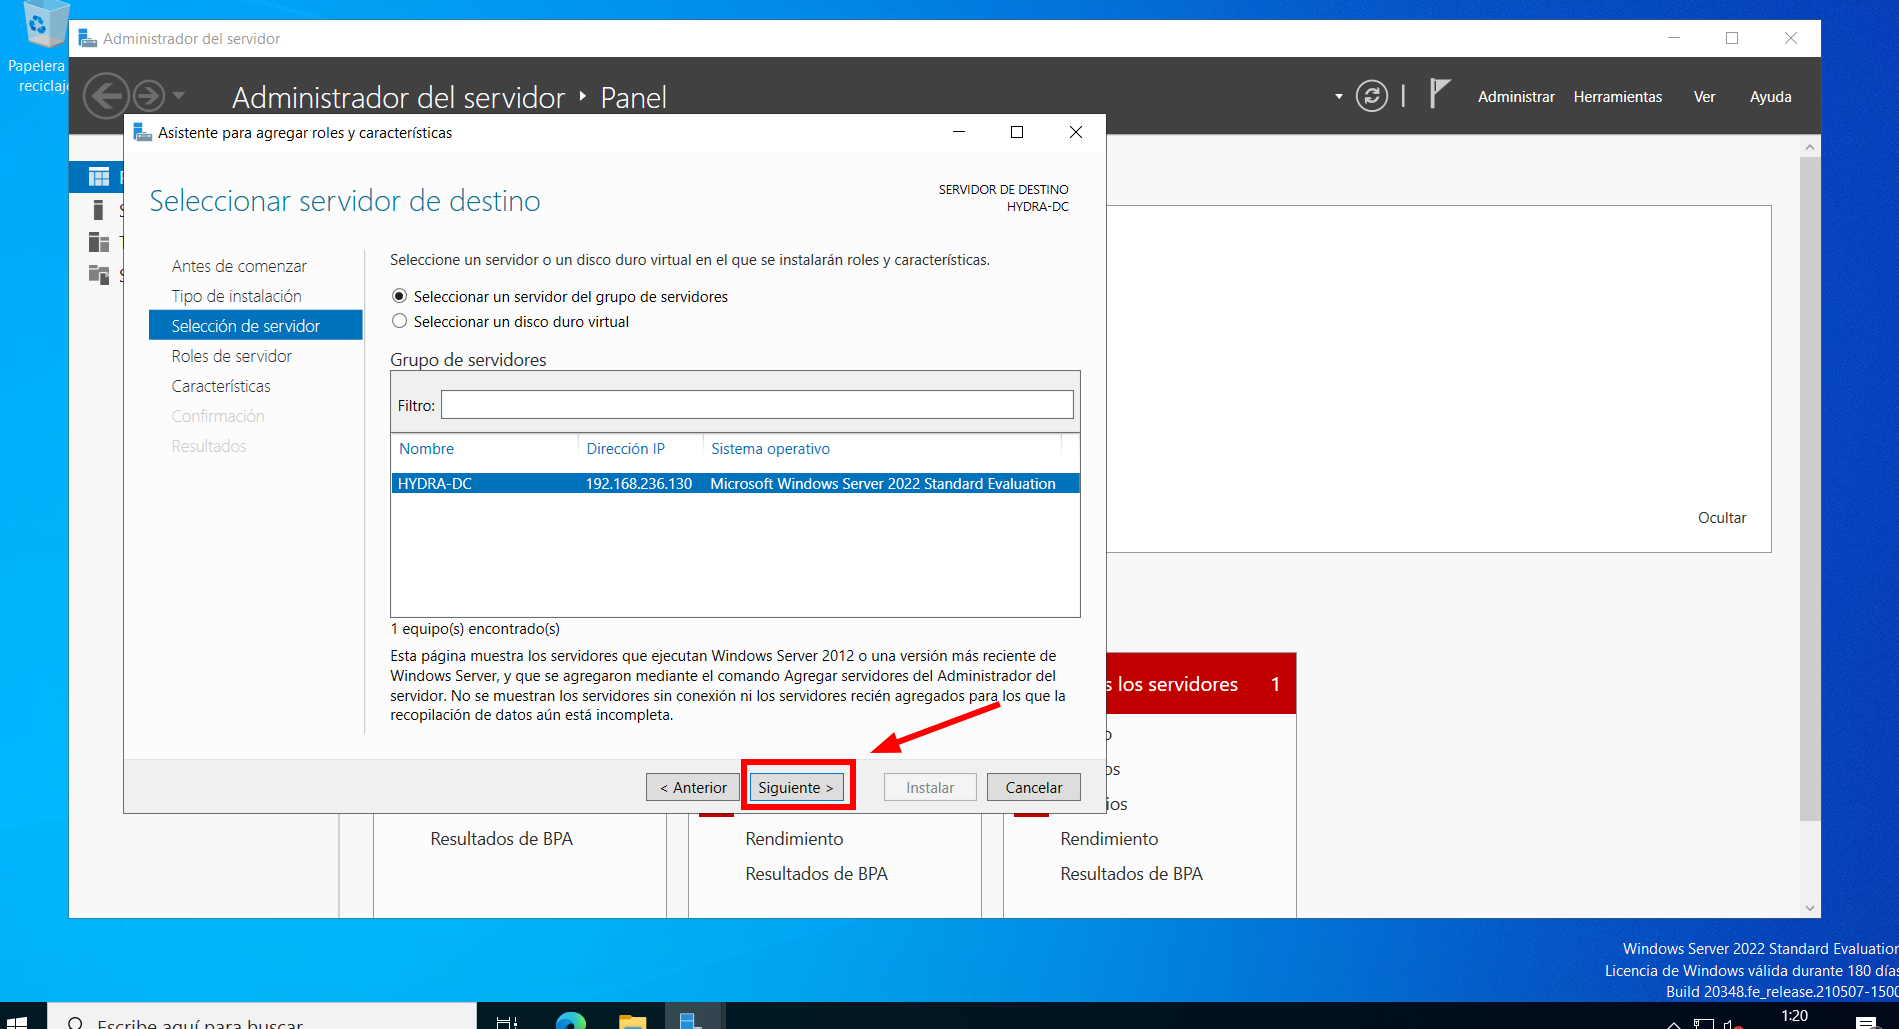 Papelera
reciclaj
Administrador del servidor
Administrador del servidor ‣ Panel
Administrar
Herramientas
Ver
Ayuda
Asistente para agregar roles y características
Seleccionar servidor de destino
SERVIDOR DE DESTINO
HYDRA-DC
Antes de comenzar
Tipo de instalación
Selección de servidor
Roles de servidor
Características
Confirmación
Resultados
Seleccione un servidor o un disco duro virtual en el que se instalarán roles y características.
Seleccionar un servidor del grupo de servidores
Seleccionar un disco duro virtual
Grupo de servidores
Filtro:
Nombre Dirección IP Sistema operativo
HYDRA-DC 192.168.236.130 Microsoft Windows Server 2022 Standard Evaluation
1 equipo(s) encontrado(s)
Esta página muestra los servidores que ejecutan Windows Server 2012 o una versión más reciente de
Windows Server, y que se agregaron mediante el comando Agregar servidores del Administrador del
servidor. No se muestran los servidores sin conexión ni los servidores recién agregados para los que la
recopilación de datos aún está incompleta.
< Anterior
Siguiente >
Instalar
Cancelar
Ocultar
s los servidores 1
os
ios
Resultados de BPA
Rendimiento
Resultados de BPA
Rendimiento
Resultados de BPA
Windows Server 2022 Standard Evaluation
Licencia de Windows válida durante 180 días
Build 20348.fe_release.210507-1500
Escribe aquí para buscar
1:20